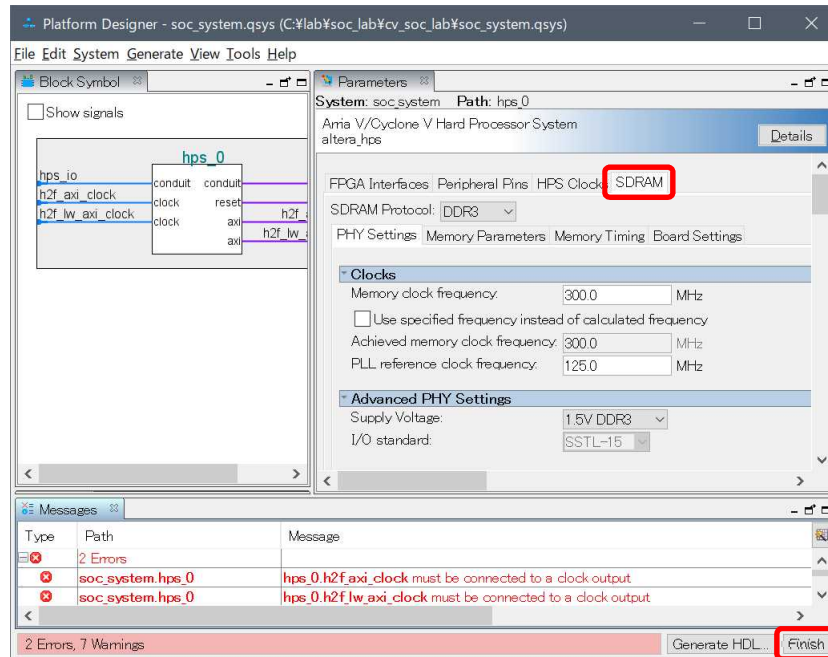 Platform Designer - soc_system.qsys (C:¥lab¥soc_lab¥cv_soc_lab¥soc_system.qsys)
File Edit System Generate View Tools Help
Block Symbol
Show signals
hps_0
hps_io
h2f_axi_clock
h2f_lw_axi_clock
conduit conduit
clock reset
clock axi
axi
h2f_
h2f_lw_
Parameters
System: soc_system Path: hps_0
Arria V/Cyclone V Hard Processor System
altera_hps
Details
FPGA Interfaces Peripheral Pins HPS Clocks SDRAM
SDRAM Protocol: DDR3
PHY Settings Memory Parameters Memory Timing Board Settings
Clocks
Memory clock frequency: 300.0 MHz
Use specified frequency instead of calculated frequency
Achieved memory clock frequency: 300.0 MHz
PLL reference clock frequency: 125.0 MHz
Advanced PHY Settings
Supply Voltage: 1.5V DDR3
I/O standard: SSTL-15
Messages
Type Path Message
2 Errors
soc_system.hps_0 hps_0.h2f_axi_clock must be connected to a clock output
soc_system.hps_0 hps_0.h2f_lw_axi_clock must be connected to a clock output
2 Errors, 7 Warnings
Generate HDL... Finish